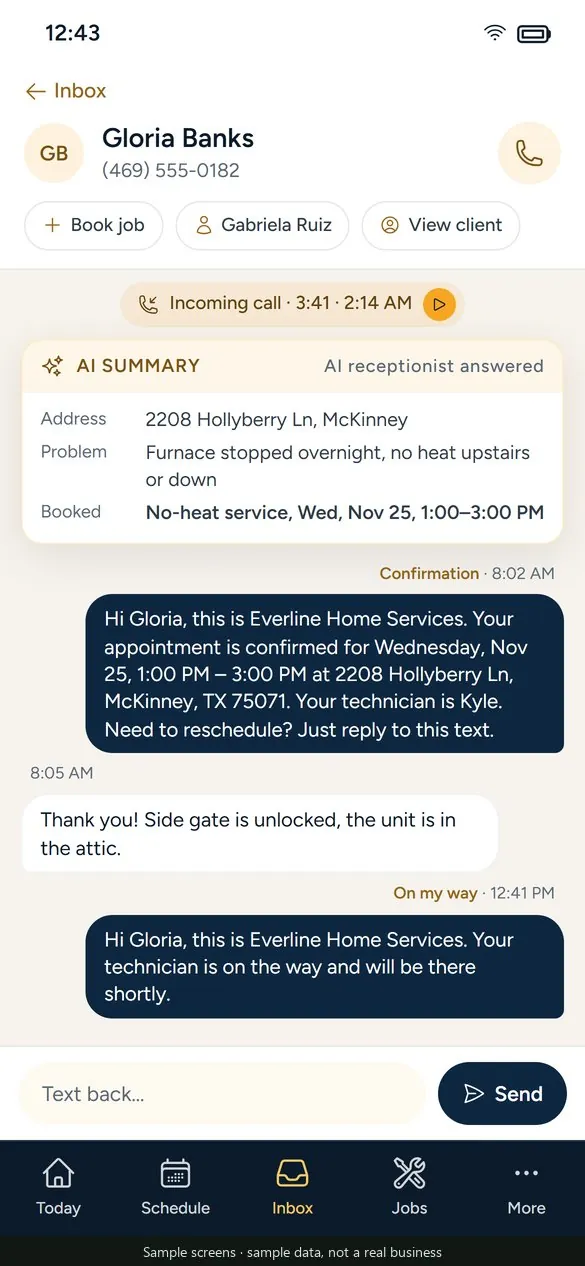 12:43
Inbox
GB
Gloria Banks
(469) 555-0182
Book job
Gabriela Ruiz
View client
Incoming call · 3:41 · 2:14 AM
AI SUMMARY
AI receptionist answered
Address
2208 Hollyberry Ln, McKinney
Problem
Furnace stopped overnight, no heat upstairs
or down
Booked
No-heat service, Wed, Nov 25, 1:00–3:00 PM
Confirmation · 8:02 AM
Hi Gloria, this is Everline Home Services. Your
appointment is confirmed for Wednesday, Nov
25, 1:00 PM – 3:00 PM at 2208 Hollyberry Ln,
McKinney, TX 75071. Your technician is Kyle.
Need to reschedule? Just reply to this text.
8:05 AM
Thank you! Side gate is unlocked, the unit is in
the attic.
On my way · 12:41 PM
Hi Gloria, this is Everline Home Services. Your
technician is on the way and will be there
shortly.
Text back...
Send
Today
Schedule
Inbox
Jobs
More
Sample screens · sample data, not a real business